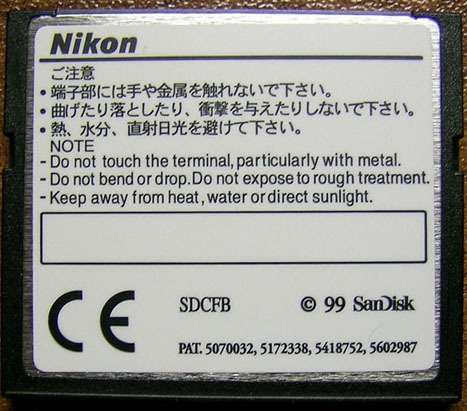 Nikon
ご注意
• 端子部には手や金属を触れないで下さい。
• 曲げたり落としたり、衝撃を与えたりしないで下さい。
• 熱、水分、直射日光を避けて下さい。
NOTE
- Do not touch the terminal, particularly with metal.
- Do not bend or drop. Do not expose to rough treatment.
- Keep away from heat, water or direct sunlight.
CE SDCFB © 99 SanDisk
PAT. 5070032, 5172338, 5418752, 5602987